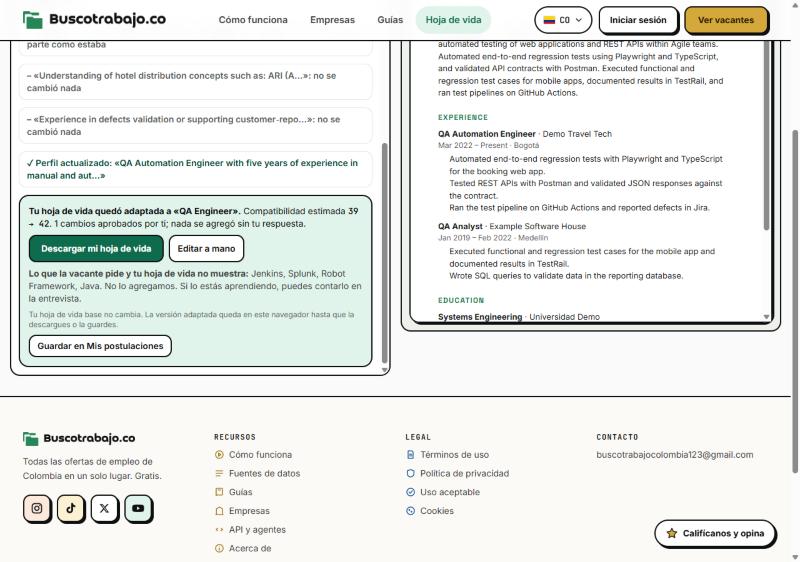 Buscotrabajo.co
Cómo funciona
Empresas
Guías
Hoja de vida
CO
Iniciar sesión
Ver vacantes
parte como estaba
– «Understanding of hotel distribution concepts such as: ARI (A...»: no se
cambió nada
– «Experience in defects validation or supporting customer-repo...»: no se
cambió nada
✓ Perfil actualizado: «QA Automation Engineer with five years of experience in
manual and aut...»
Tu hoja de vida quedó adaptada a «QA Engineer». Compatibilidad estimada 39
→ 42. 1 cambios aprobados por ti; nada se agregó sin tu respuesta.
Descargar mi hoja de vida
Editar a mano
Lo que la vacante pide y tu hoja de vida no muestra: Jenkins, Splunk, Robot
Framework, Java. No lo agregamos. Si lo estás aprendiendo, puedes contarlo en
la entrevista.
Tu hoja de vida base no cambia. La versión adaptada queda en este navegador hasta que la
descargues o la guardes.
Guardar en Mis postulaciones
automated testing of web applications and REST APIs within Agile teams.
Automated end-to-end regression tests using Playwright and TypeScript,
and validated API contracts with Postman. Executed functional and
regression test cases for mobile apps, documented results in TestRail, and
ran test pipelines on GitHub Actions.
EXPERIENCE
QA Automation Engineer · Demo Travel Tech
Mar 2022 – Present · Bogotá
Automated end-to-end regression tests with Playwright and TypeScript
for the booking web app.
Tested REST APIs with Postman and validated JSON responses against
the contract.
Ran the test pipeline on GitHub Actions and reported defects in Jira.
QA Analyst · Example Software House
Jan 2019 – Feb 2022 · Medellín
Executed functional and regression test cases for the mobile app and
documented results in TestRail.
Wrote SQL queries to validate data in the reporting database.
EDUCATION
Systems Engineering · Universidad Demo
Buscotrabajo.co
Todas las ofertas de empleo de
Colombia en un solo lugar. Gratis.
RECURSOS
Cómo funciona
Fuentes de datos
Guías
Empresas
API y agentes
Acerca de
LEGAL
Términos de uso
Política de privacidad
Uso aceptable
Cookies
CONTACTO
buscotrabajocolombia123@gmail.com
Califícanos y opina